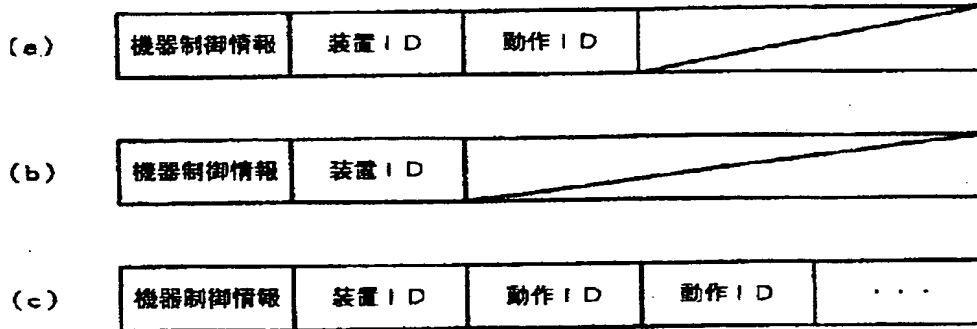 (a) 機器制御情報 装置ID 動作ID
(b) 機器制御情報 装置ID
(c) 機器制御情報 装置ID 動作ID 動作ID ・・・